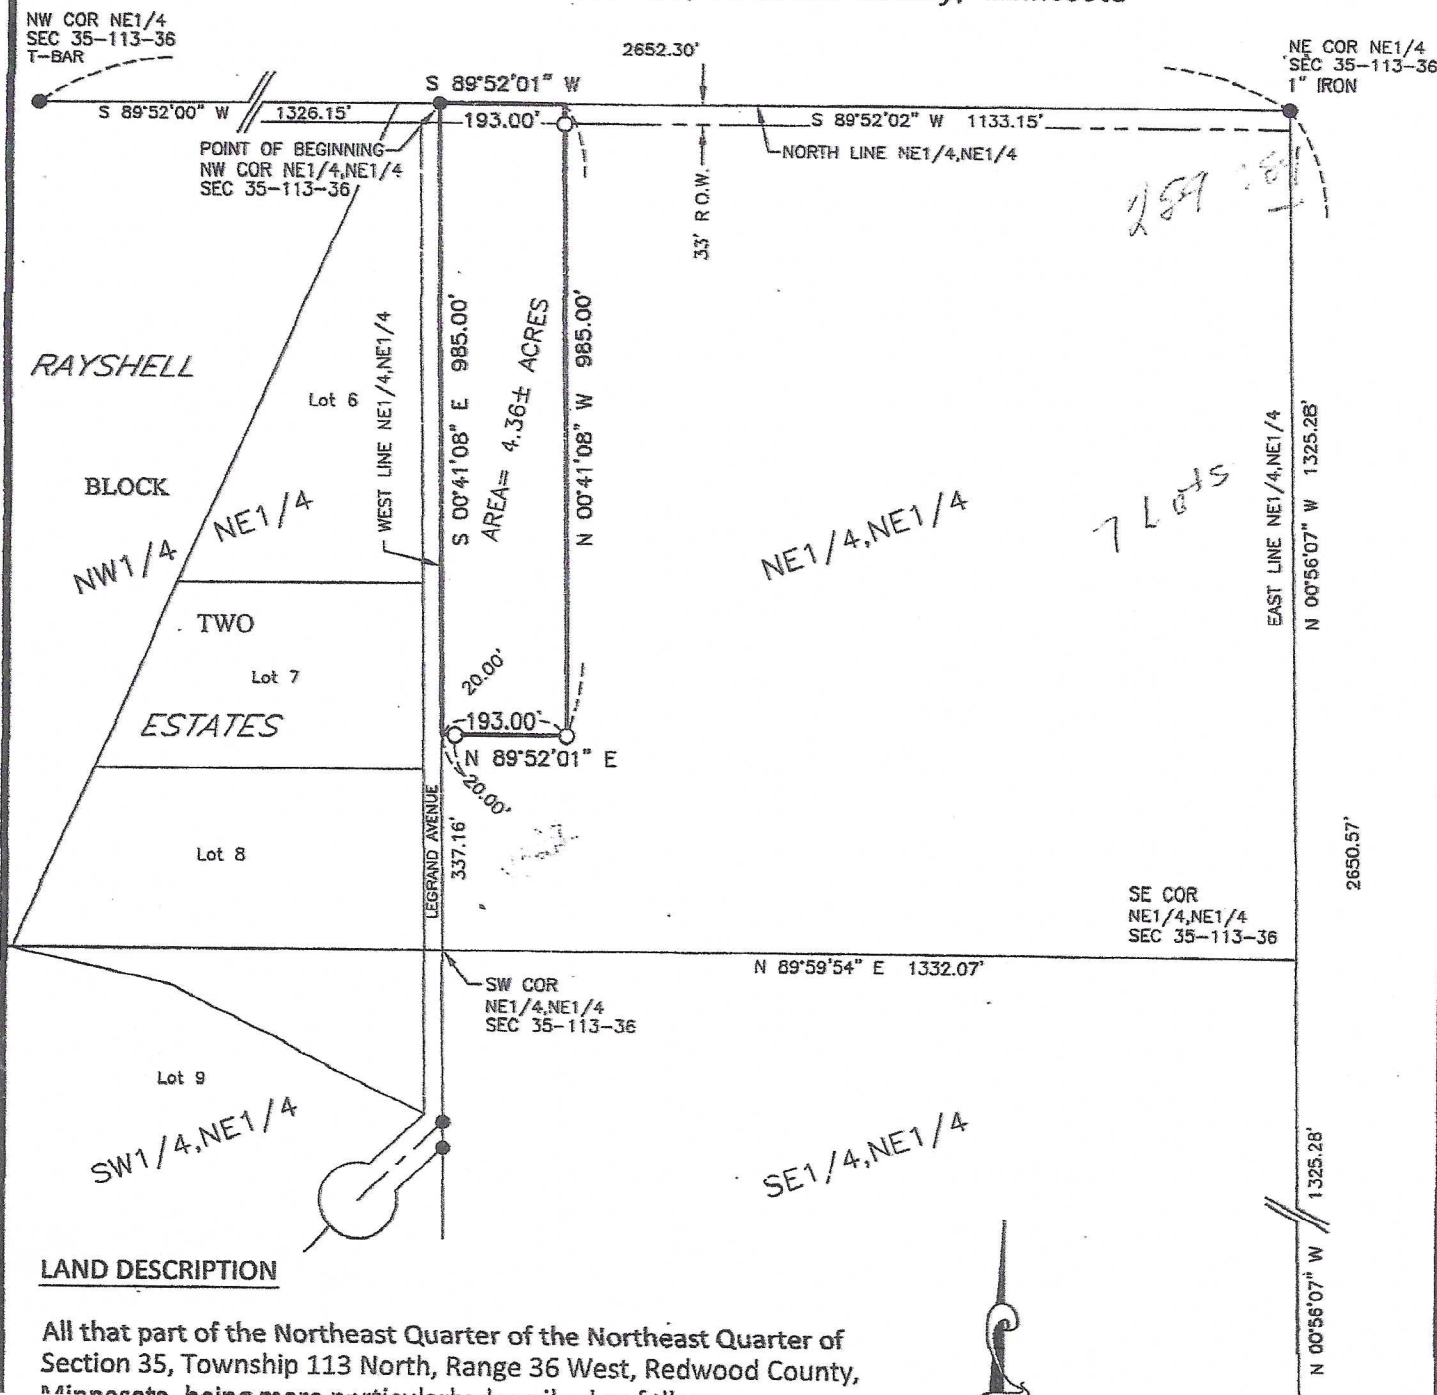 NW COR NE1/4
SEC 35-113-36
T-BAR
2652.30'
NE COR NE1/4
SEC 35-113-36
1" IRON
S 89°52'01" W
S 89°52'00" W
1326.15'
193.00'
S 89°52'02" W 1133.15'
POINT OF BEGINNING
NW COR NE1/4,NE1/4
SEC 35-113-36
NORTH LINE NE1/4,NE1/4
33' R.O.W.
289
RAYSHELL
Lot 6
WEST LINE NE1/4,NE1/4
S 00°41'08" E 985.00'
AREA= 4.36± ACRES
N 00°41'08" W 985.00'
EAST LINE NE1/4,NE1/4
N 00°56'07" W 1325.28'
BLOCK
NW1/4
NE1/4
NE1/4,NE1/4
7 Lots
TWO
Lot 7
20.00'
ESTATES
193.00'
N 89°52'01" E
20.00'
LEGRAND AVENUE
337.16'
Lot 8
2650.57'
SE COR
NE1/4,NE1/4
SEC 35-113-36
N 89°59'54" E 1332.07'
SW COR
NE1/4,NE1/4
SEC 35-113-36
Lot 9
SW1/4,NE1/4
SE1/4,NE1/4
1325.28'
N 00°56'07" W
LAND DESCRIPTION
All that part of the Northeast Quarter of the Northeast Quarter of
Section 35, Township 113 North, Range 36 West, Redwood County,